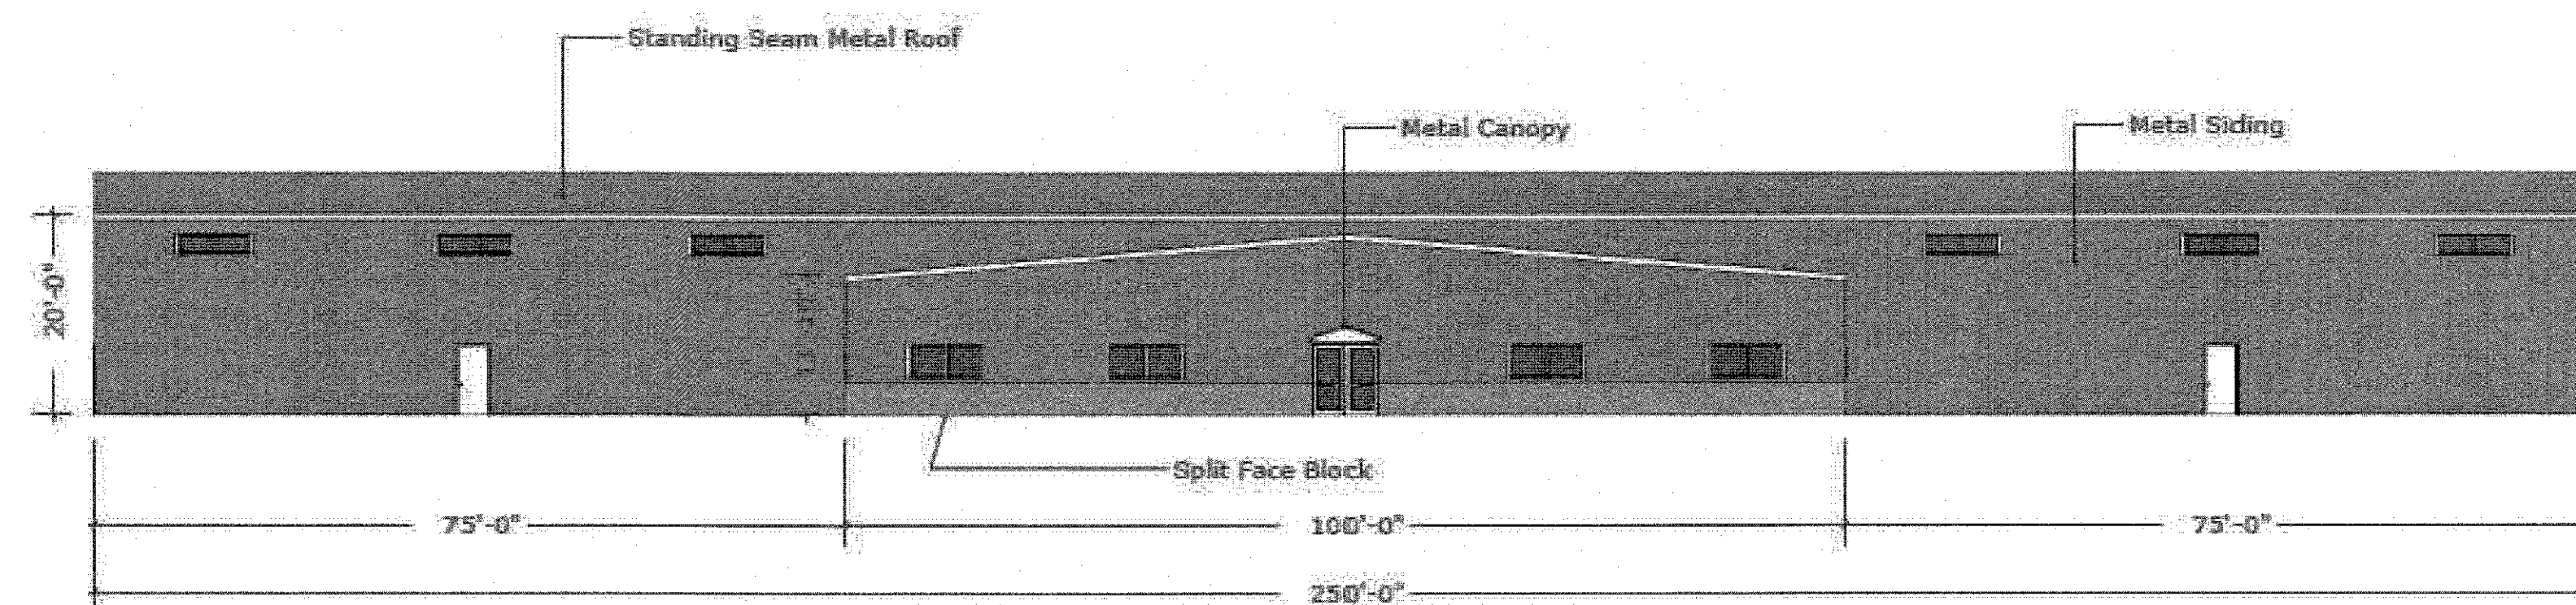 Standing Seam Metal Roof
Metal Canopy
Metal Siding
20'-0"
Split Face Block
75'-0"
100'-0"
75'-0"
250'-0"